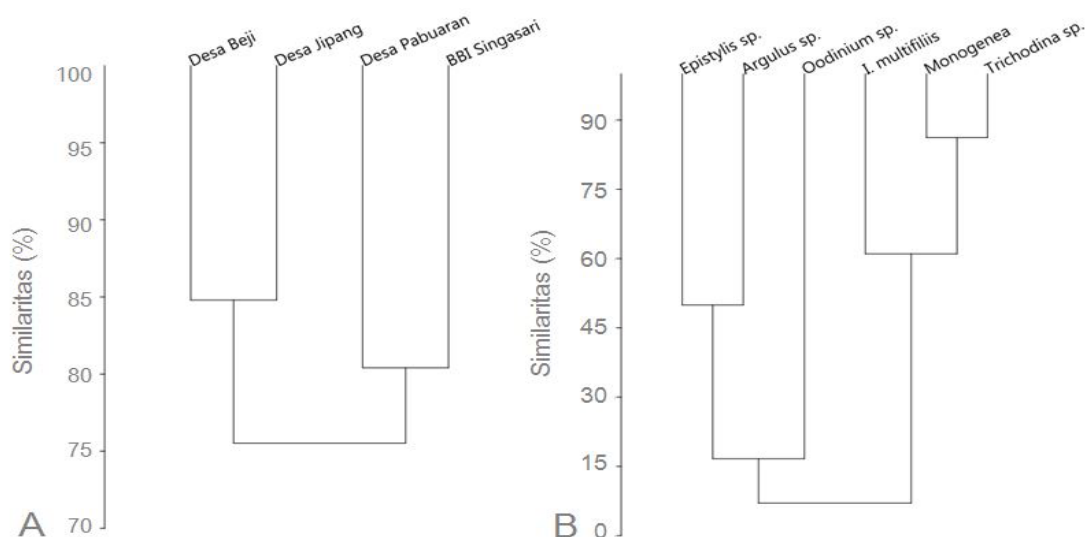 Desa Beji
Desa Jipang
Desa Pabuaran
BBI Singasari
100
95
90
85
80
75
70
Similaritas (%)
A
Epistylis sp.
Argulus sp.
Oodinium sp.
I. multifiliis
Monogenea
Trichodina sp.
90
75
60
45
30
15
0
Similaritas (%)
B